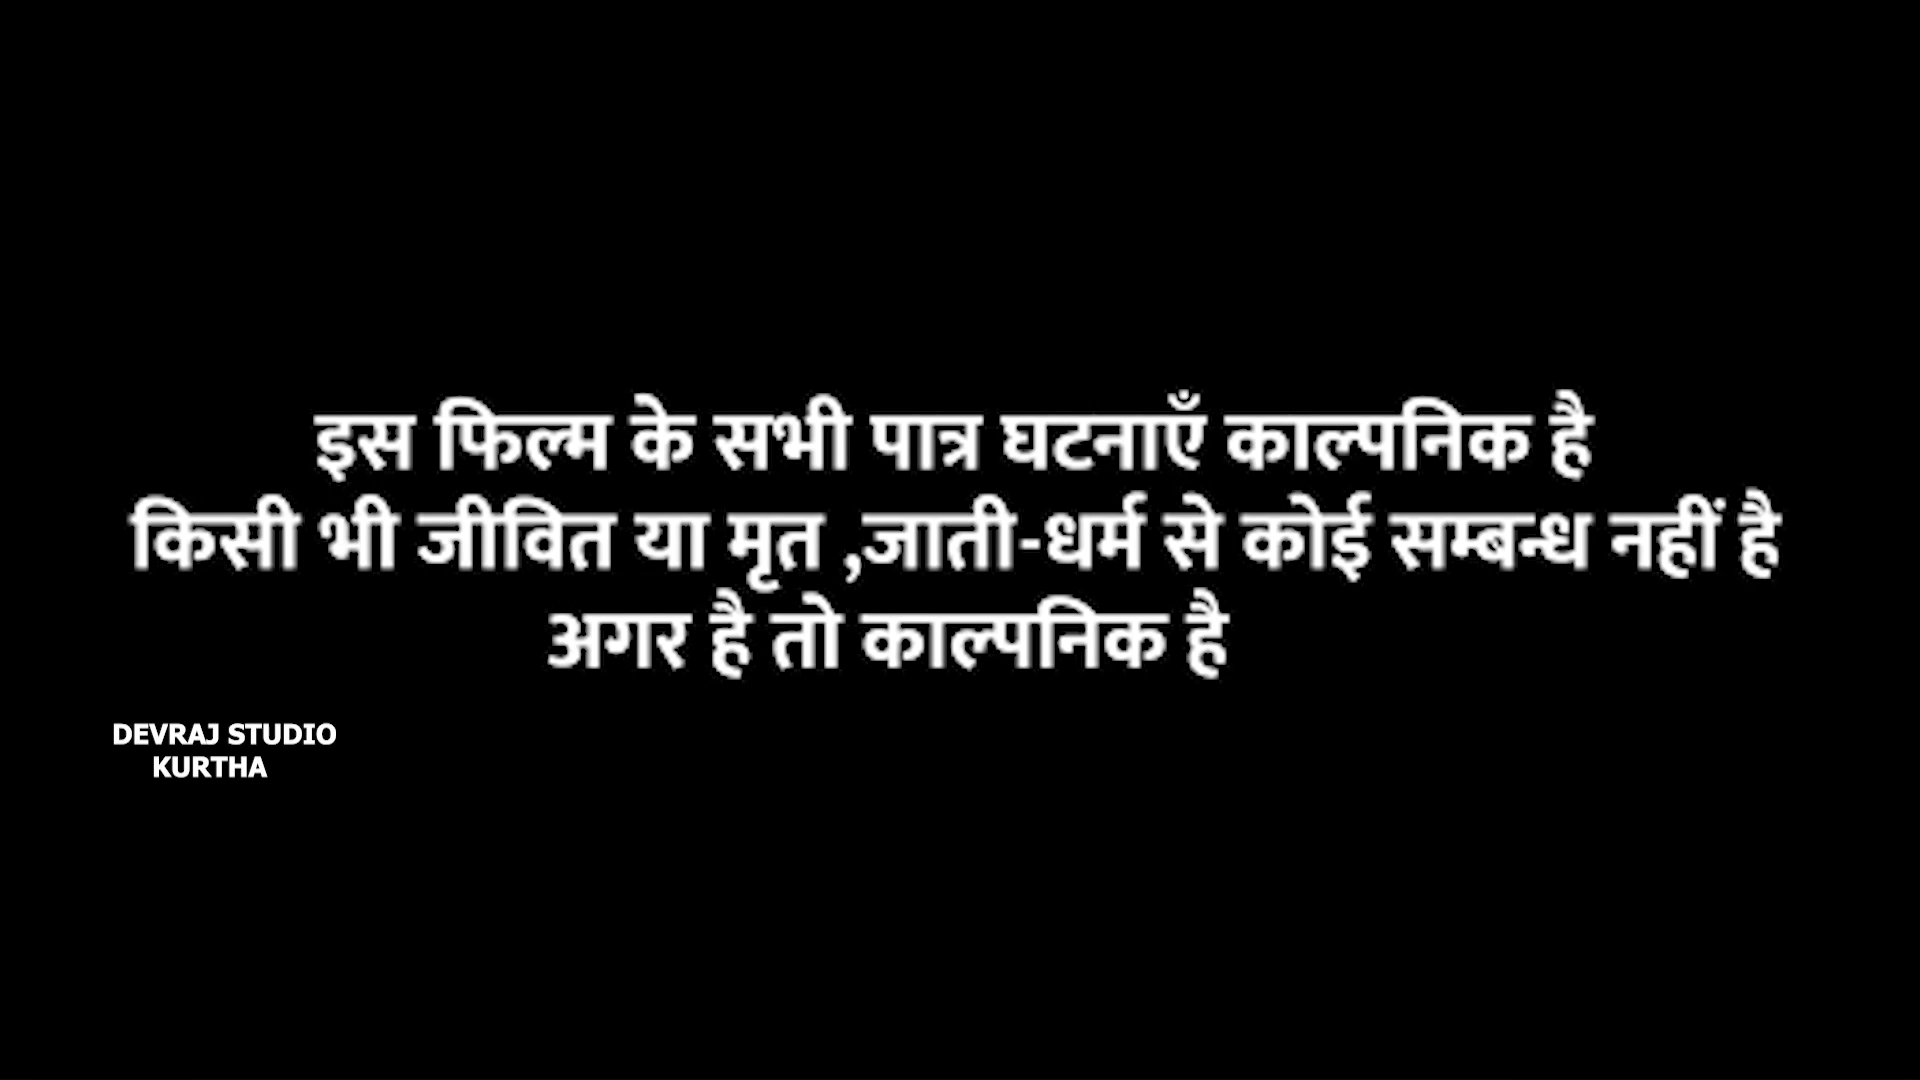 इस फिल्म के सभी पात्र घटनाएँ काल्पनिक है
किसी भी जीवित या मृत ,जाती-धर्म से कोई सम्बन्ध नहीं है
अगर है तो काल्पनिक है
DEVRAJ STUDIO
KURTHA